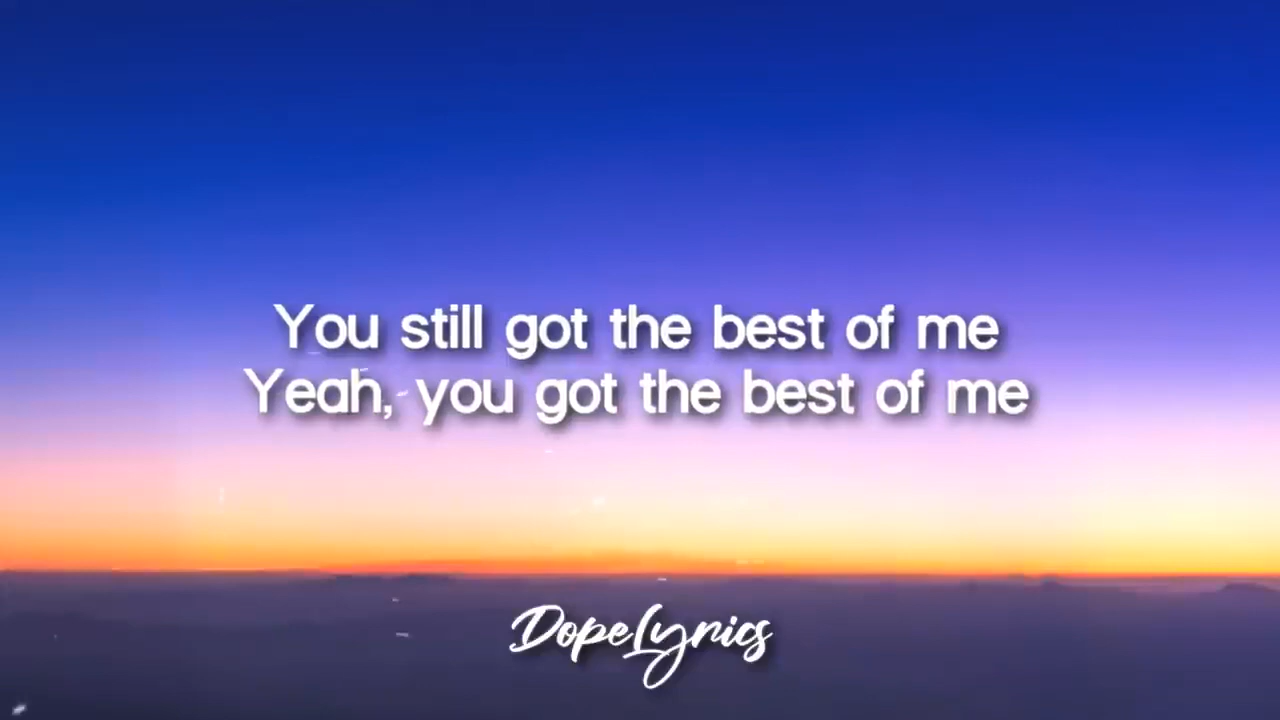 You still got the best of me
Yeah, you got the best of me
DopeLyrics